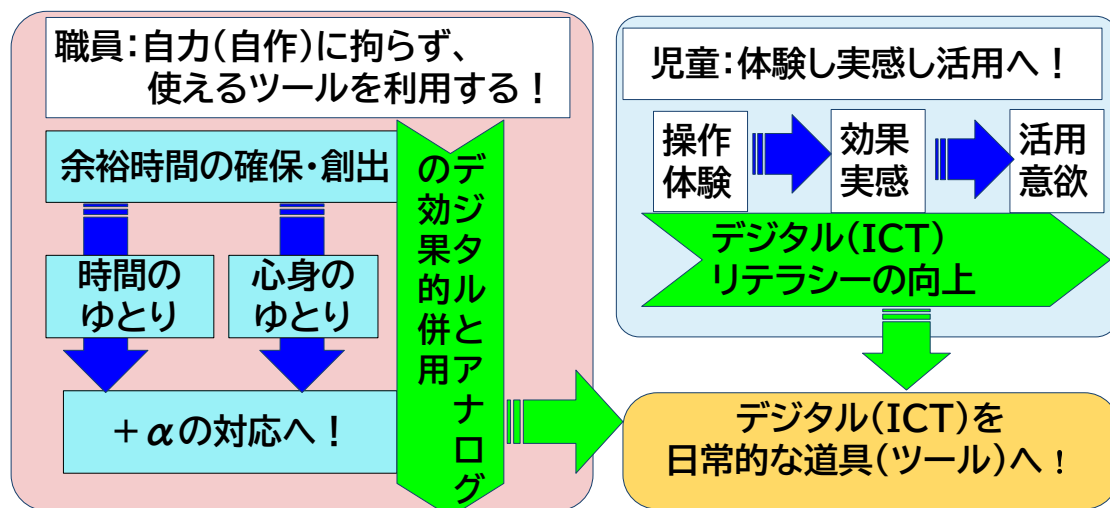 職員：自力(自作)に拘らず、
使えるツールを利用する！
余裕時間の確保・創出
時間の
ゆとり
心身の
ゆとり
＋αの対応へ！
デジタルとアナログ
の効果的併用
児童：体験し実感し活用へ！
操作
体験
効果
実感
活用
意欲
デジタル(ICT)
リテラシーの向上
デジタル(ICT)を
日常的な道具(ツール)へ！